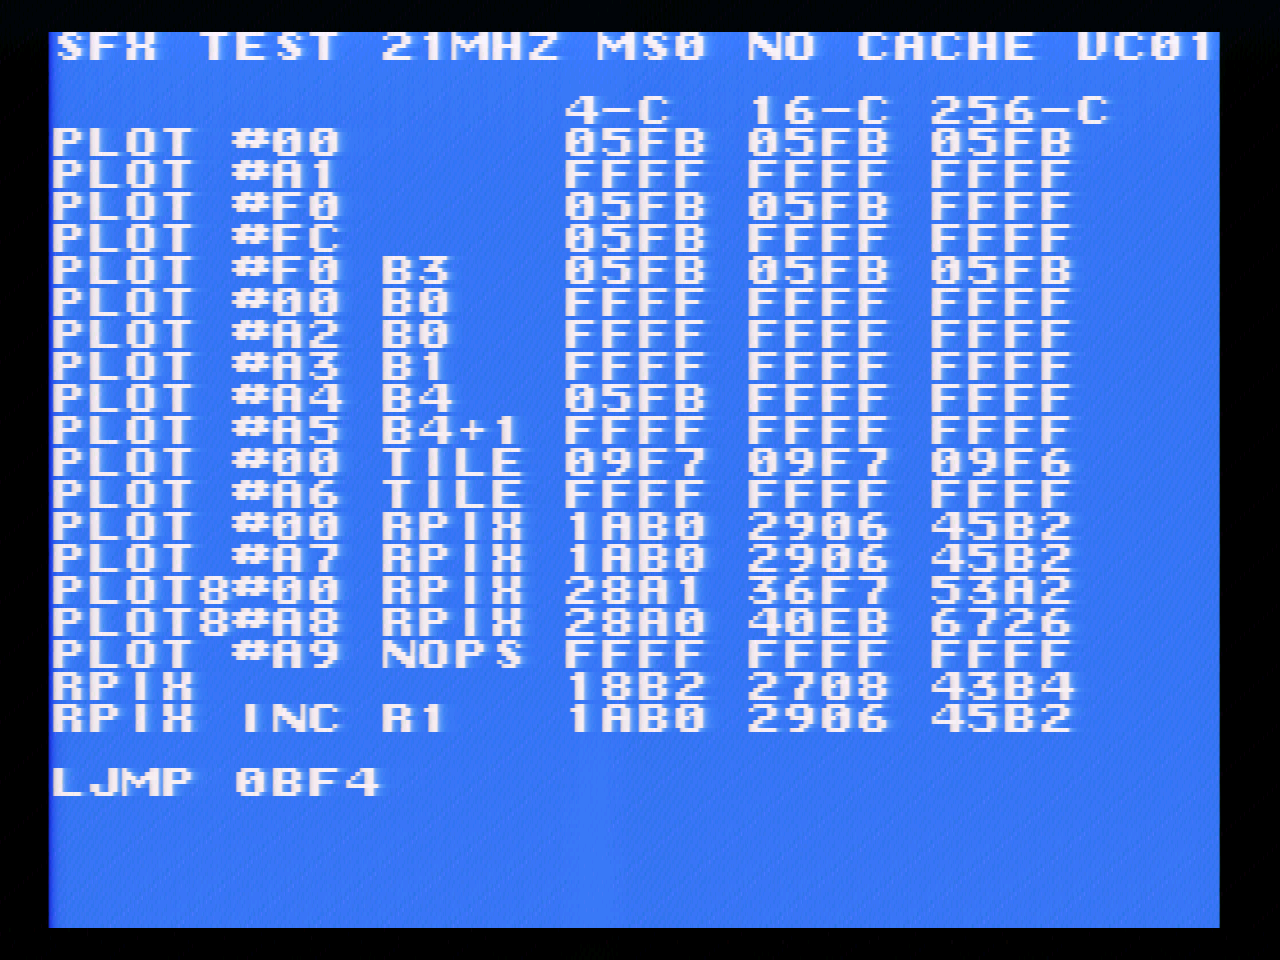 SFX TEST 21MHZ MS0 NO CACHE VC01
4-C 16-C 256-C
PLOT #00 05FB 05FB 05FB
PLOT #A1 FFFF FFFF FFFF
PLOT #F0 05FB 05FB FFFF
PLOT #FC 05FB FFFF FFFF
PLOT #F0 B3 05FB 05FB 05FB
PLOT #00 B0 FFFF FFFF FFFF
PLOT #A2 B0 FFFF FFFF FFFF
PLOT #A3 B1 FFFF FFFF FFFF
PLOT #A4 B4 05FB FFFF FFFF
PLOT #A5 B4+1 FFFF FFFF FFFF
PLOT #00 TILE 09F7 09F7 09F6
PLOT #A6 TILE FFFF FFFF FFFF
PLOT #00 RPIX 1AB0 2906 45B2
PLOT #A7 RPIX 1AB0 2906 45B2
PLOT8#00 RPIX 28A1 36F7 53A2
PLOT8#A8 RPIX 28A0 40EB 6726
PLOT #A9 NOPS FFFF FFFF FFFF
RPIX 18B2 2708 43B4
RPIX INC R1 1AB0 2906 45B2
LJMP 0BF4